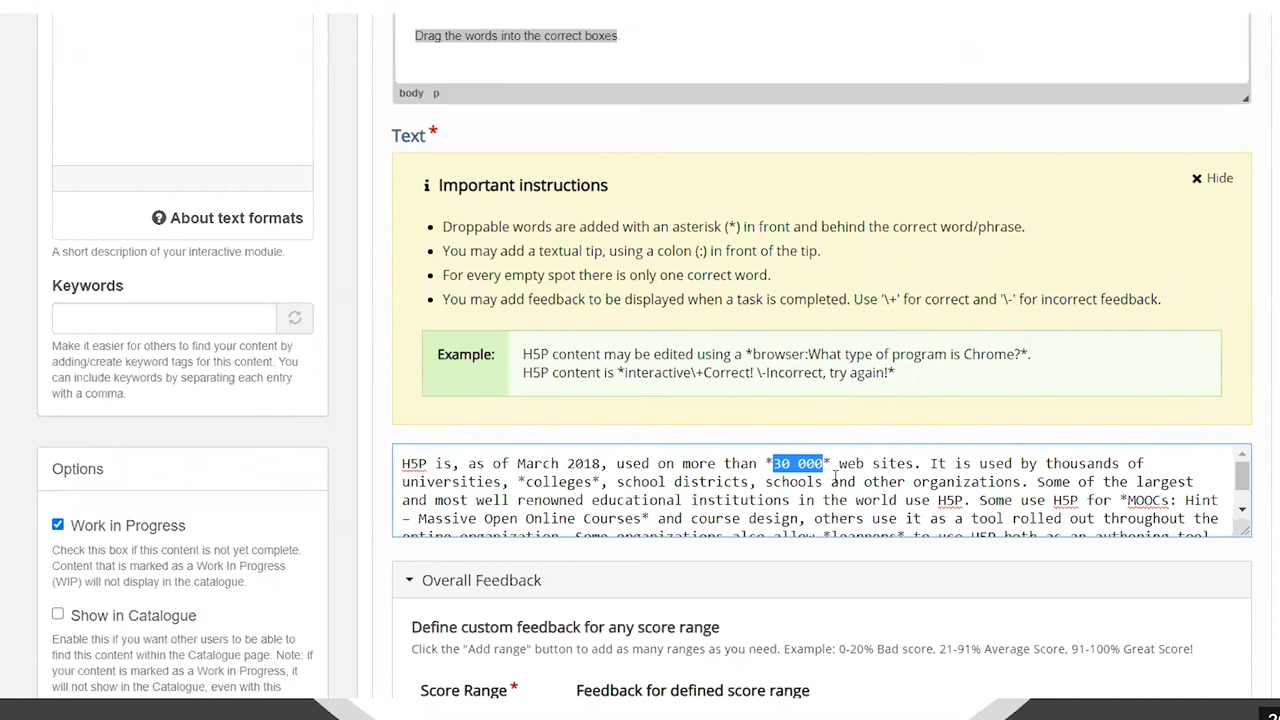 Drag the words into the correct boxes.
body p
Text *
Important instructions
Hide
Droppable words are added with an asterisk (*) in front and behind the correct word/phrase.
You may add a textual tip, using a colon (:) in front of the tip.
For every empty spot there is only one correct word.
You may add feedback to be displayed when a task is completed. Use '\+' for correct and '\-' for incorrect feedback.
Example:
H5P content may be edited using a *browser:What type of program is Chrome?*.
H5P content is *interactive\+Correct! \-Incorrect, try again!*
H5P is, as of March 2018, used on more than *30 000* web sites. It is used by thousands of
universities, *colleges*, school districts, schools and other organizations. Some of the largest
and most well renowned educational institutions in the world use H5P. Some use H5P for *MOOCs: Hint
– Massive Open Online Courses* and course design, others use it as a tool rolled out throughout the
entire organization. Some organizations also allow *learners* to use H5P both as an authoring tool
Overall Feedback
Define custom feedback for any score range
Click the "Add range" button to add as many ranges as you need. Example: 0-20% Bad score, 21-91% Average Score, 91-100% Great Score!
Score Range *
Feedback for defined score range
About text formats
A short description of your interactive module.
Keywords
Make it easier for others to find your content by
adding/create keyword tags for this content. You
can include keywords by separating each entry
with a comma.
Options
Work in Progress
Check this box if this content is not yet complete.
Content that is marked as a Work In Progress
(WIP) will not display in the catalogue.
Show in Catalogue
Enable this if you want other users to be able to
find this content within the Catalogue page. Note: if
your content is marked as a Work in Progress, it
will not show in the Catalogue, even with this